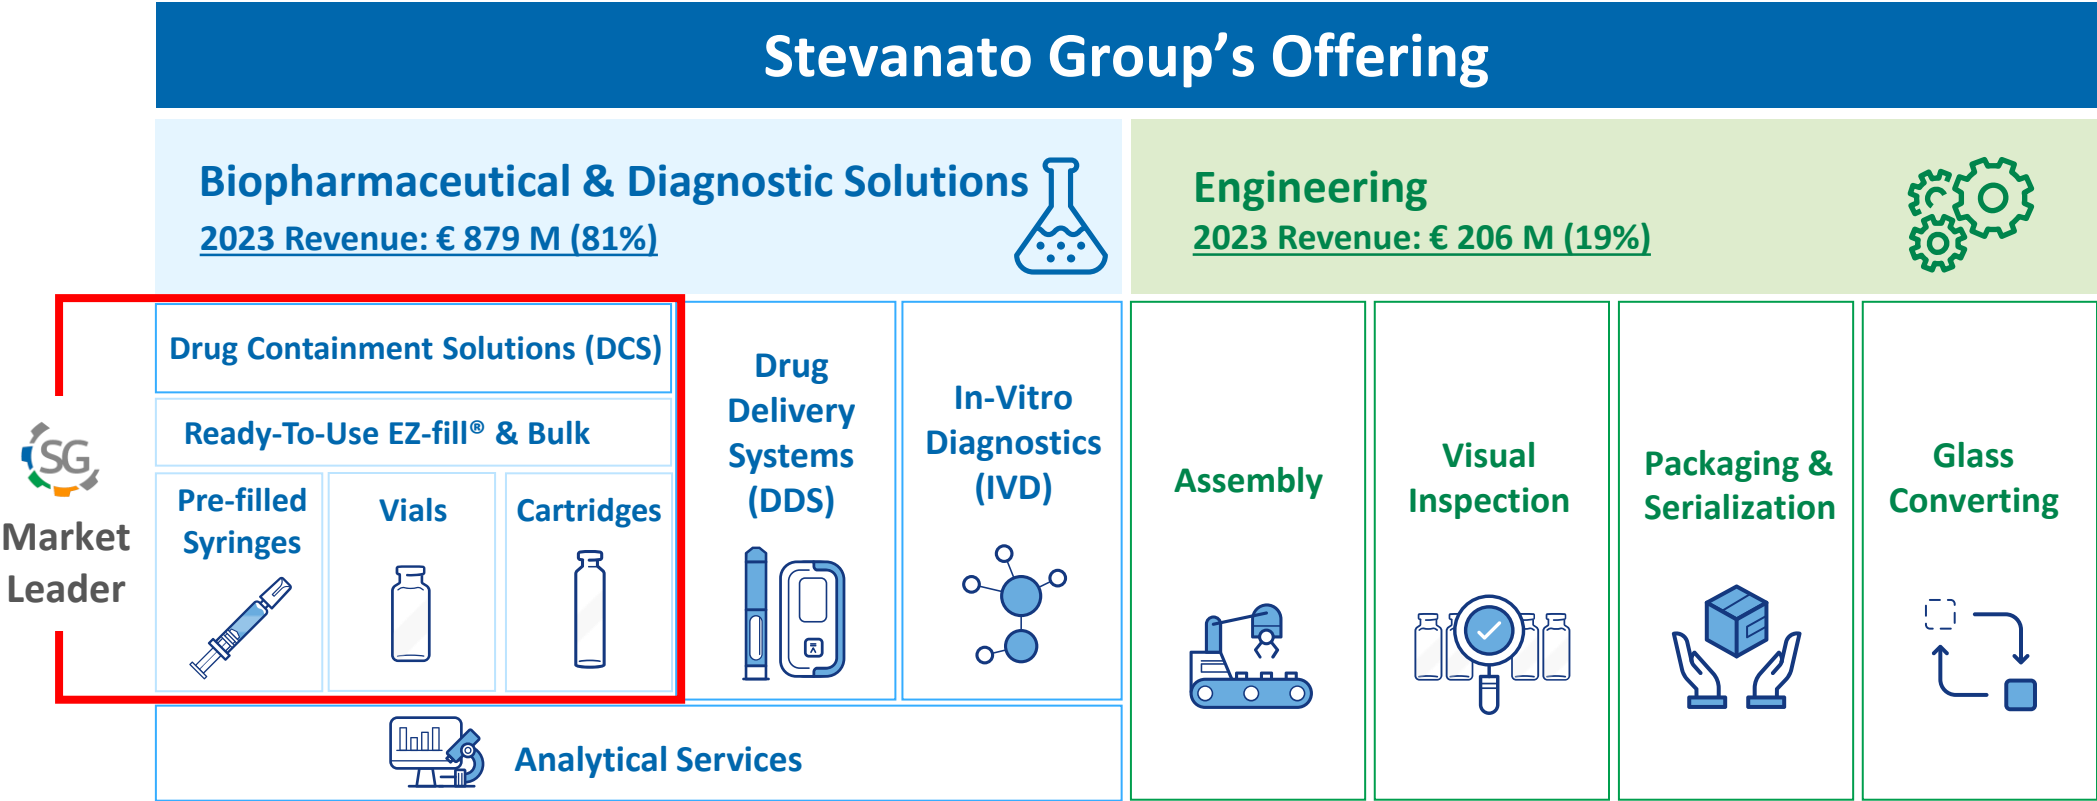 Stevanato Group’s Offering
Biopharmaceutical & Diagnostic Solutions
2023 Revenue: € 879 M (81%)
Engineering
2023 Revenue: € 206 M (19%)
SG
Market
Leader
Drug Containment Solutions (DCS)
Ready-To-Use EZ-fill® & Bulk
Pre-filled
Syringes
Vials
Cartridges
Drug
Delivery
Systems
(DDS)
In-Vitro
Diagnostics
(IVD)
Analytical Services
Assembly
Visual
Inspection
Packaging &
Serialization
Glass
Converting